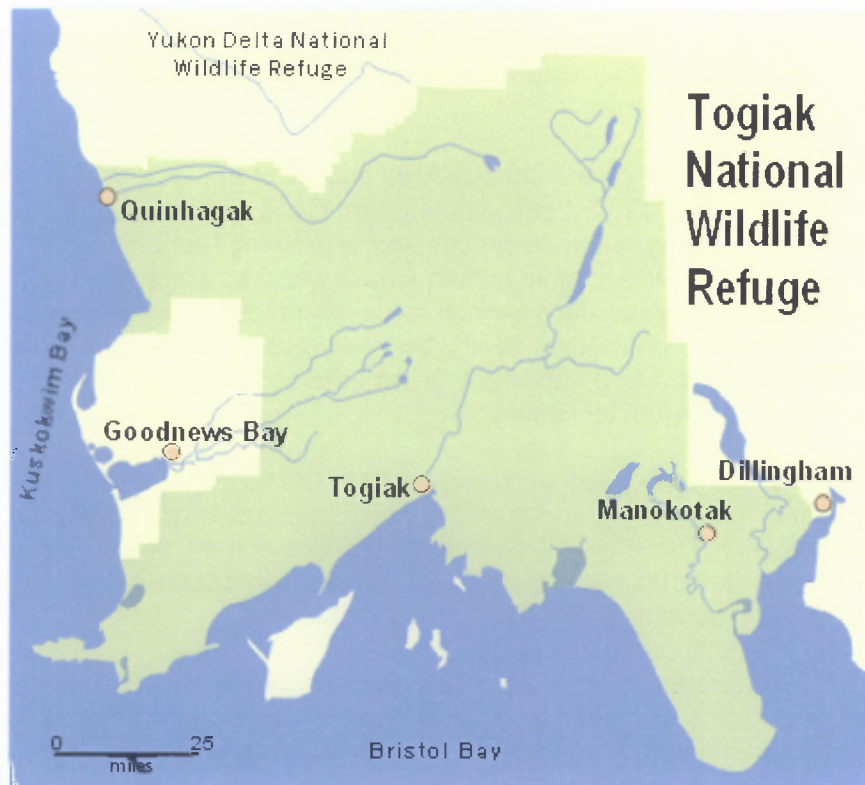 Yukon Delta National
Wildlife Refuge
Togiak
National
Wildlife
Refuge
Quinhagak
Kuskokwim Bay
Goodnews Bay
Togiak
Dillingham
Manokotak
0 25
miles
Bristol Bay